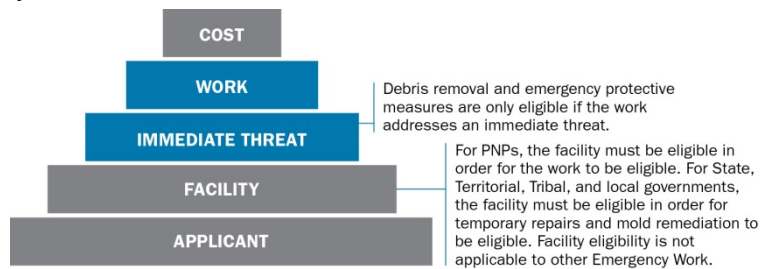 COST
WORK
IMMEDIATE THREAT
FACILITY
APPLICANT
Debris removal and emergency protective
measures are only eligible if the work
addresses an immediate threat.
For PNPs, the facility must be eligible in
order for the work to be eligible. For State,
Territorial, Tribal, and local governments,
the facility must be eligible in order for
temporary repairs and mold remediation to
be eligible. Facility eligibility is not
applicable to other Emergency Work.